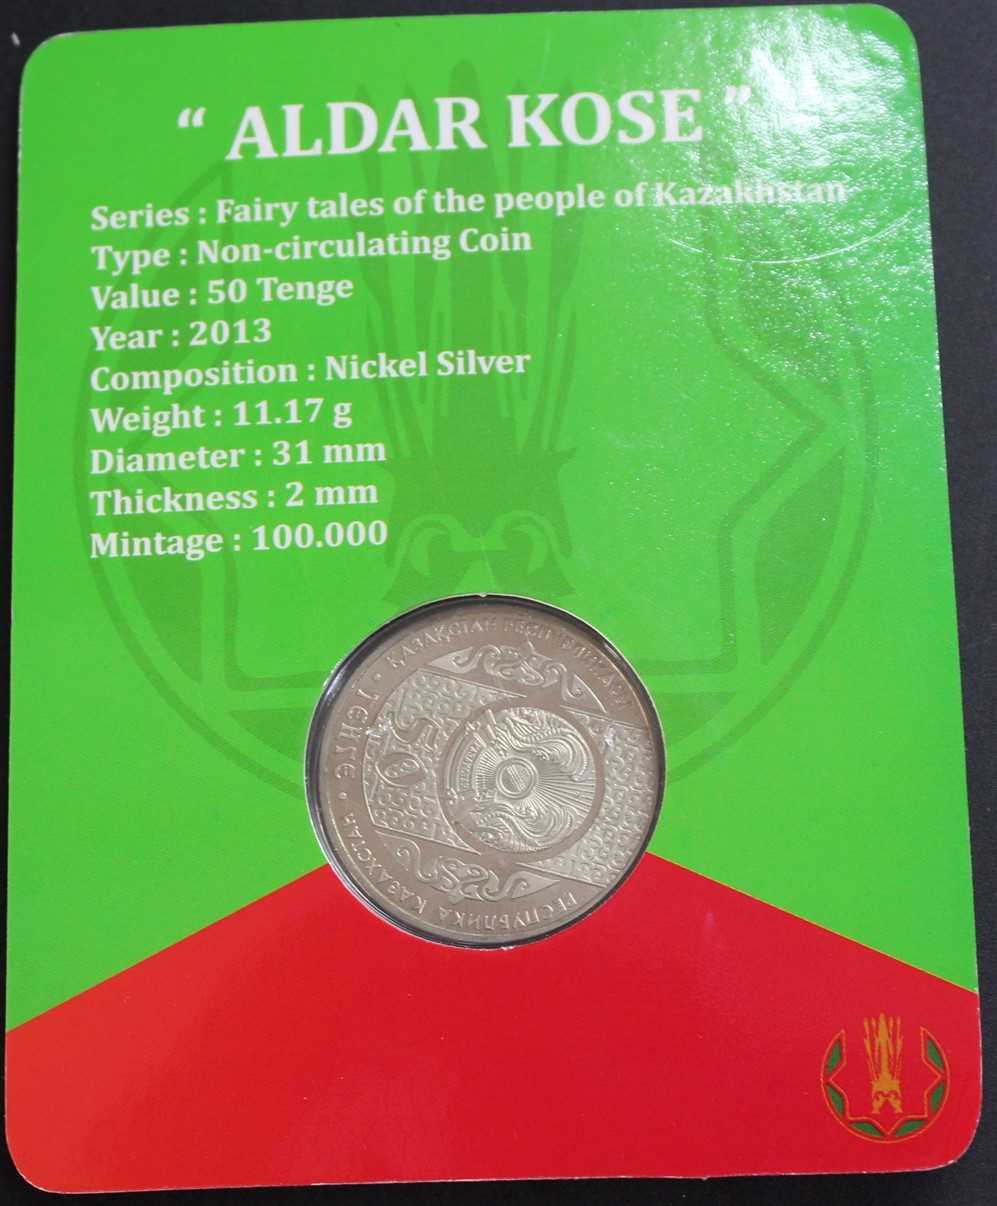 “ ALDAR KOSE ”
Series : Fairy tales of the people of Kazakhstan
Type : Non-circulating Coin
Value : 50 Tenge
Year : 2013
Composition : Nickel Silver
Weight : 11.17 g
Diameter : 31 mm
Thickness : 2 mm
Mintage : 100.000
ҚАЗАҚСТАН РЕСПУБЛИКАСЫ
• ТЕНГЕ •
50
РЕСПУБЛИКА КАЗАХСТАН